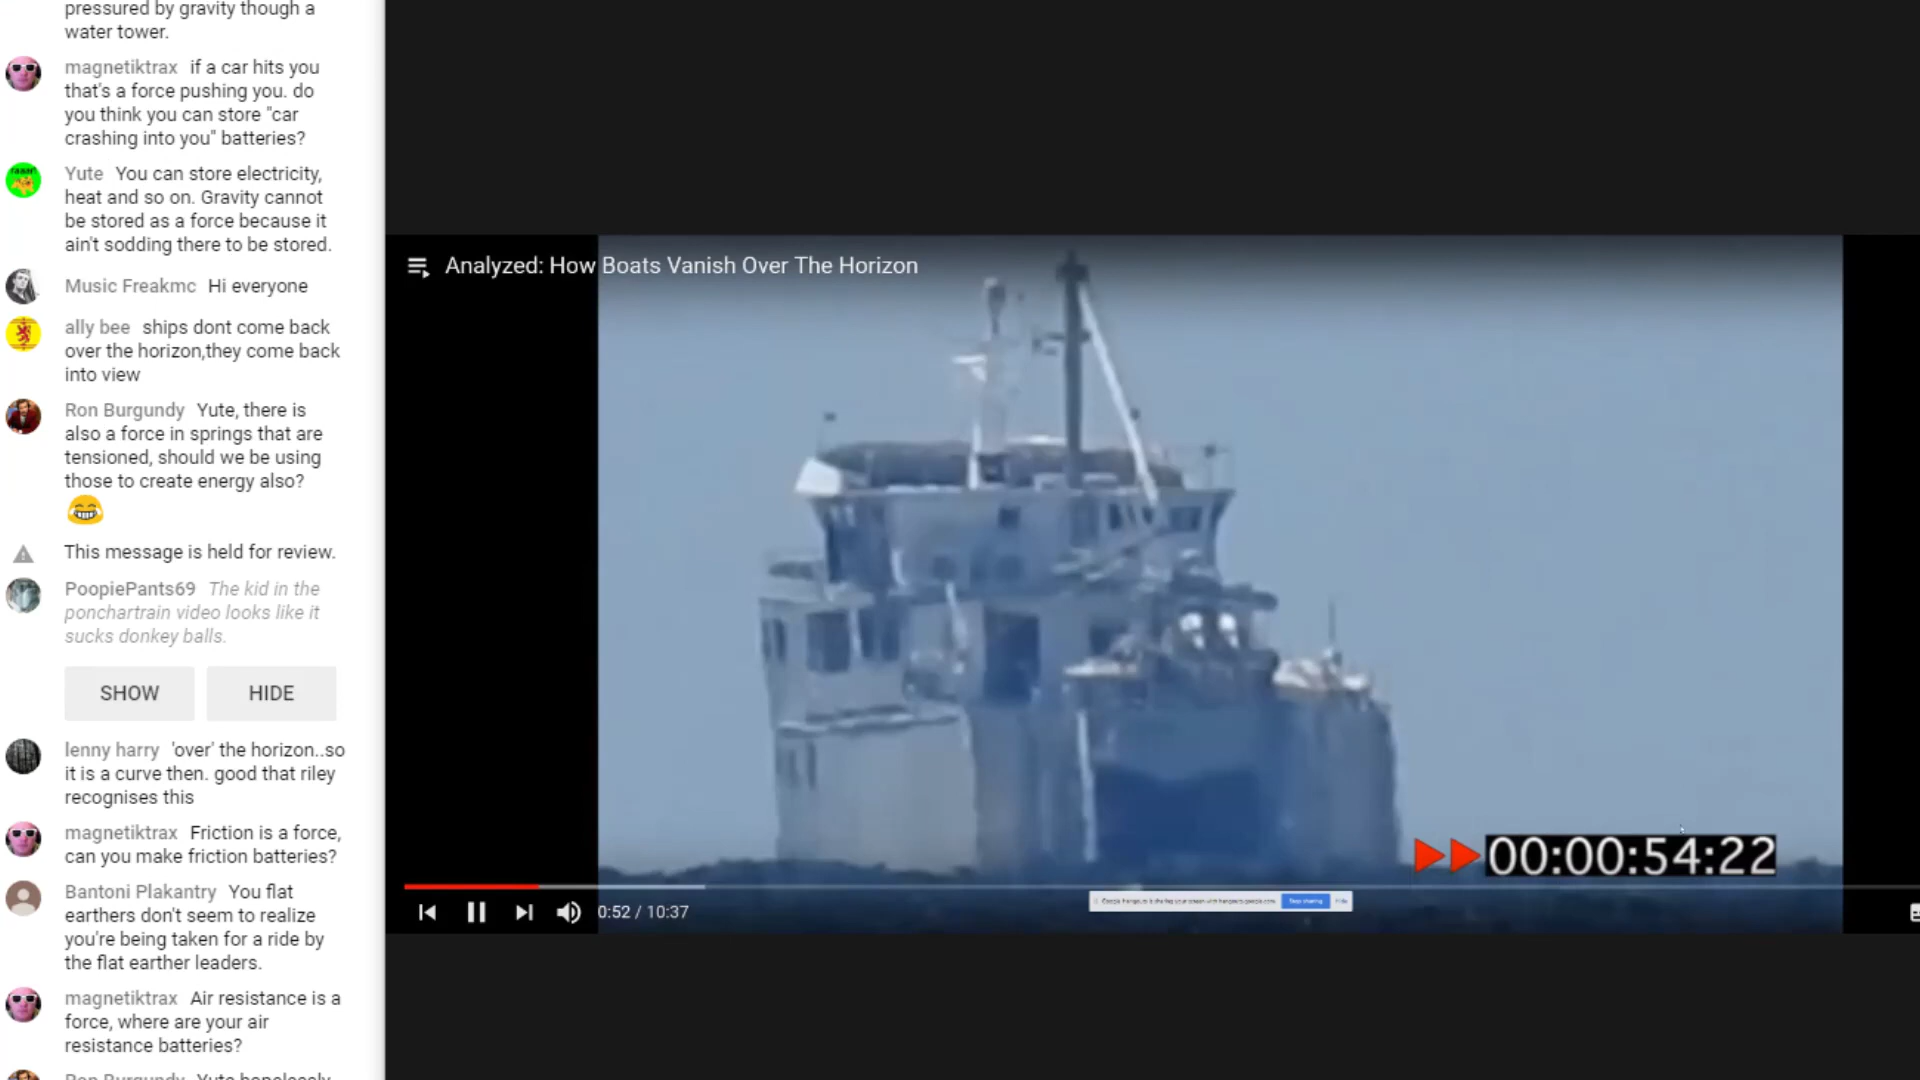 pressured by gravity though a
water tower.
magnetiktrax if a car hits you
that's a force pushing you. do
you think you can store "car
crashing into you" batteries?
Yute You can store electricity,
heat and so on. Gravity cannot
be stored as a force because it
ain't sodding there to be stored.
Music Freakmc Hi everyone
ally bee ships dont come back
over the horizon,they come back
into view
Ron Burgundy Yute, there is
also a force in springs that are
tensioned, should we be using
those to create energy also?
This message is held for review.
PoopiePants69 The kid in the
ponchartrain video looks like it
sucks donkey balls.
SHOW HIDE
lenny harry 'over' the horizon..so
it is a curve then. good that riley
recognises this
magnetiktrax Friction is a force,
can you make friction batteries?
Bantoni Plakantry You flat
earthers don't seem to realize
you're being taken for a ride by
the flat earther leaders.
magnetiktrax Air resistance is a
force, where are your air
resistance batteries?
Ron Burgundy Yute hopelessly
Analyzed: How Boats Vanish Over The Horizon
00:00:54:22
0:52 / 10:37
Stop sharing Hide